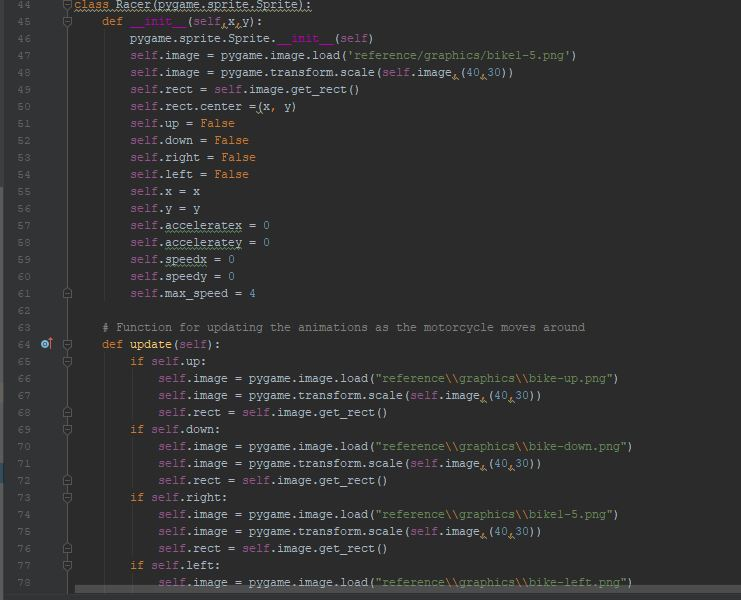 44 class Racer(pygame.sprite.Sprite):
45     def __init__(self,x,y):
46         pygame.sprite.Sprite.__init__(self)
47         self.image = pygame.image.load('reference/graphics/bikel-5.png')
48         self.image = pygame.transform.scale(self.image,(40,30))
49         self.rect = self.image.get_rect()
50         self.rect.center =(x, y)
51         self.up = False
52         self.down = False
53         self.right = False
54         self.left = False
55         self.x = x
56         self.y = y
57         self.acceleratex = 0
58         self.acceleratey = 0
59         self.speedx = 0
60         self.speedy = 0
61         self.max_speed = 4
62
63     # Function for updating the animations as the motorcycle moves around
64     def update(self):
65         if self.up:
66             self.image = pygame.image.load("reference\\graphics\\bike-up.png")
67             self.image = pygame.transform.scale(self.image,(40,30))
68             self.rect = self.image.get_rect()
69         if self.down:
70             self.image = pygame.image.load("reference\\graphics\\bike-down.png")
71             self.image = pygame.transform.scale(self.image,(40,30))
72             self.rect = self.image.get_rect()
73         if self.right:
74             self.image = pygame.image.load("reference\\graphics\\bikel-5.png")
75             self.image = pygame.transform.scale(self.image,(40,30))
76             self.rect = self.image.get_rect()
77         if self.left:
78             self.image = pygame.image.load("reference\\graphics\\bike-left.png")